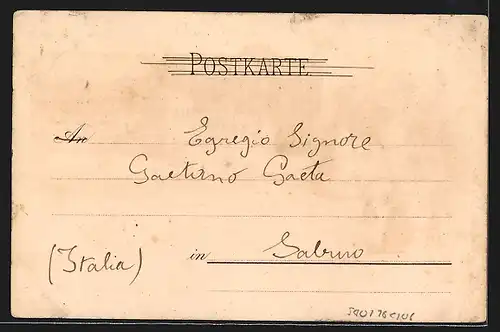 POSTKARTE
An Egregio Signore
Gaetano Gaeta
(Italia) in Salerno